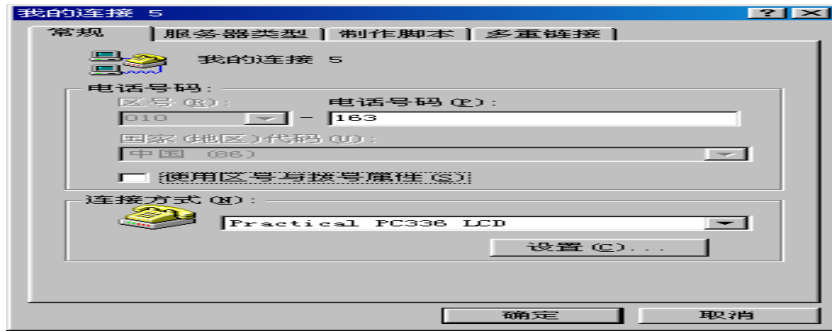 我的连接 5
常规 服务器类型 制作脚本 多重链接
我的连接 5
电话号码:
区号(R): 电话号码(P):
010 - 163
国家(地区)代码(U):
中国 (86)
使用区号与拨号属性(S)
连接方式(N):
Practical PC336 LCD
设置(C)...
确定 取消